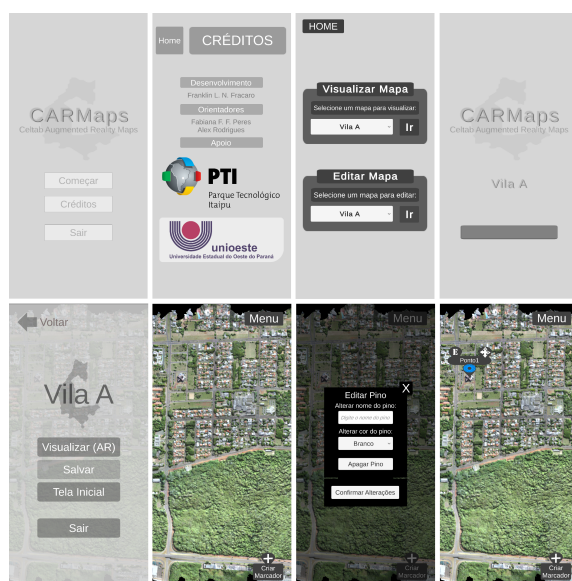 CARMaps
Celtab Augmented Reality Maps
Começar
Créditos
Sair
Home
CRÉDITOS
Desenvolvimento
Franklin L. N. Fracaro
Orientadores
Fabiana F. F. Peres
Alex Rodrigues
Apoio
PTI
Parque Tecnológico
Itaipu
unioeste
Universidade Estadual do Oeste do Paraná
HOME
Visualizar Mapa
Selecione um mapa para visualizar:
Vila A
Ir
Editar Mapa
Selecione um mapa para editar:
Vila A
Ir
CARMaps
Celtab Augmented Reality Maps
Vila A
Voltar
Vila A
Visualizar (AR)
Salvar
Tela Inicial
Sair
Menu
Criar
Marcador
Menu
X
Editar Pino
Alterar nome do pino:
Digite o nome do pino
Alterar cor do pino:
Branco
Apagar Pino
Confirmar Alterações
Criar
Marcador
Menu
E
Ponto1
Criar
Marcador